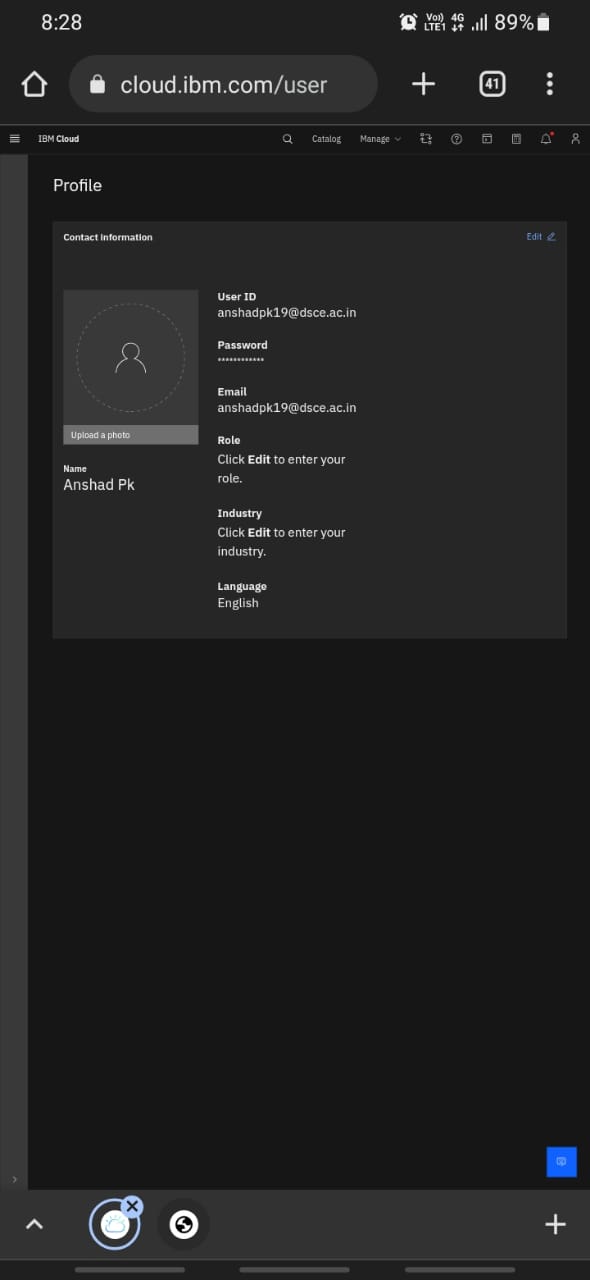 8:28
Vo)) 4G 89%
LTE1
cloud.ibm.com/user
41
IBM Cloud
Catalog
Manage
Profile
Contact information
Edit
Upload a photo
Name
Anshad Pk
User ID
anshadpk19@dsce.ac.in
Password
************
Email
anshadpk19@dsce.ac.in
Role
Click Edit to enter your
role.
Industry
Click Edit to enter your
industry.
Language
English